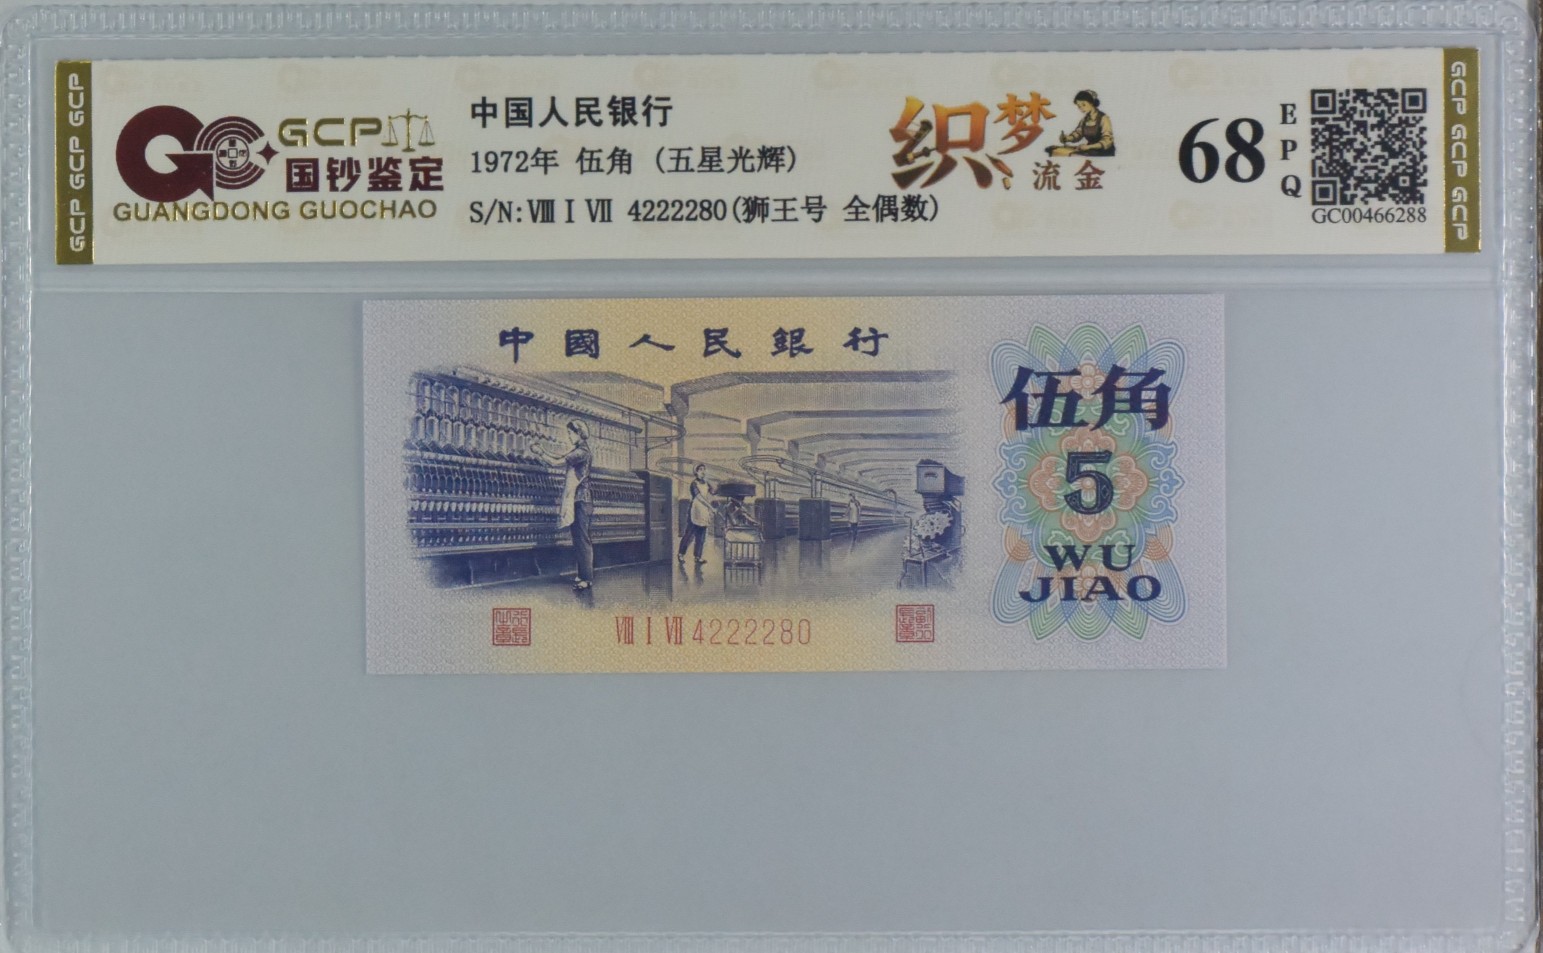 GCP GCP GCP
GCP
国钞鉴定
GUANGDONG GUOCHAO
中国人民银行
1972年 伍角 (五星光辉)
S/N:Ⅷ Ⅰ Ⅶ 4222280(狮王号 全偶数)
织梦
流金
68
EPQ
GC00466288
GCP GCP GCP
中國人民銀行
伍角
5
WU
JIAO
Ⅷ Ⅰ Ⅶ 4222280